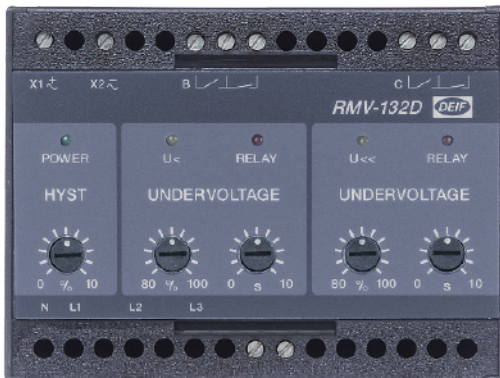 X1 X2 B C
RMV-132D DEIF
POWER U< RELAY U<< RELAY
HYST UNDERVOLTAGE UNDERVOLTAGE
0 % 10 80 % 100 0 s 10 80 % 100 0 s 10
N L1 L2 L3